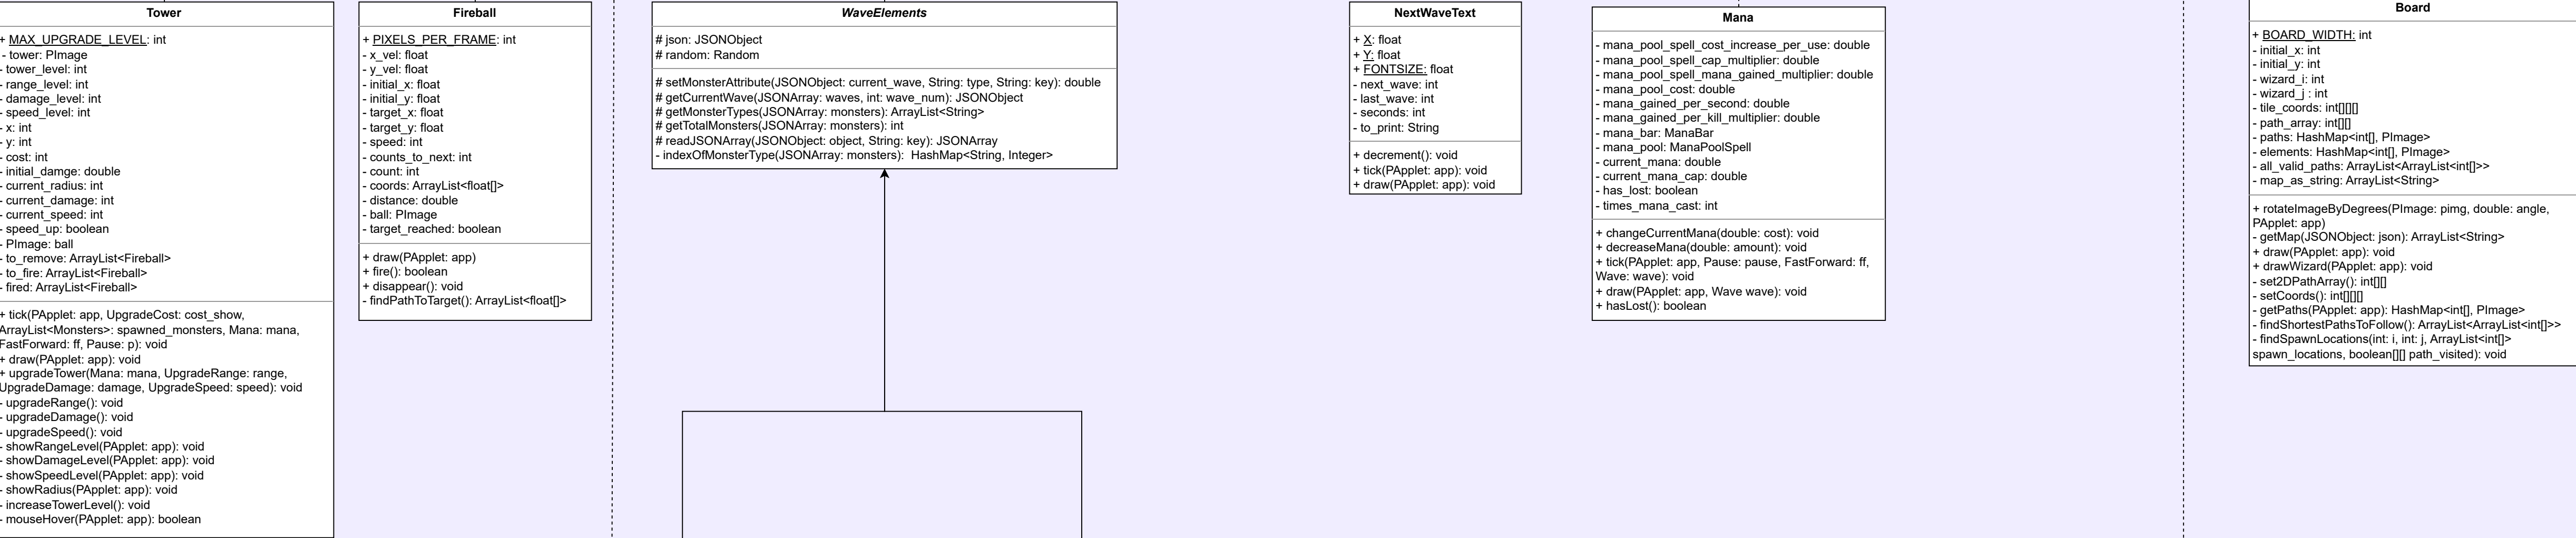 Tower
+ MAX_UPGRADE_LEVEL: int
- tower: PImage
- tower_level: int
- range_level: int
- damage_level: int
- speed_level: int
- x: int
- y: int
- cost: int
- initial_damge: double
- current_radius: int
- current_damage: int
- current_speed: int
- speed_up: boolean
- PImage: ball
- to_remove: ArrayList<Fireball>
- to_fire: ArrayList<Fireball>
- fired: ArrayList<Fireball>
+ tick(PApplet: app, UpgradeCost: cost_show,
ArrayList<Monsters>: spawned_monsters, Mana: mana,
FastForward: ff, Pause: p): void
+ draw(PApplet: app): void
+ upgradeTower(Mana: mana, UpgradeRange: range,
UpgradeDamage: damage, UpgradeSpeed: speed): void
- upgradeRange(): void
- upgradeDamage(): void
- upgradeSpeed(): void
- showRangeLevel(PApplet: app): void
- showDamageLevel(PApplet: app): void
- showSpeedLevel(PApplet: app): void
- showRadius(PApplet: app): void
- increaseTowerLevel(): void
- mouseHover(PApplet: app): boolean
Fireball
+ PIXELS_PER_FRAME: int
- x_vel: float
- y_vel: float
- initial_x: float
- initial_y: float
- target_x: float
- target_y: float
- speed: int
- counts_to_next: int
- count: int
- coords: ArrayList<float[]>
- distance: double
- ball: PImage
- target_reached: boolean
+ draw(PApplet: app)
+ fire(): boolean
+ disappear(): void
- findPathToTarget(): ArrayList<float[]>
WaveElements
# json: JSONObject
# random: Random
# setMonsterAttribute(JSONObject: current_wave, String: type, String: key): double
# getCurrentWave(JSONArray: waves, int: wave_num): JSONObject
# getMonsterTypes(JSONArray: monsters): ArrayList<String>
# getTotalMonsters(JSONArray: monsters): int
# readJSONArray(JSONObject: object, String: key): JSONArray
- indexOfMonsterType(JSONArray: monsters): HashMap<String, Integer>
NextWaveText
+ X: float
+ Y: float
+ FONTSIZE: float
- next_wave: int
- last_wave: int
- seconds: int
- to_print: String
+ decrement(): void
+ tick(PApplet: app): void
+ draw(PApplet: app): void
Mana
- mana_pool_spell_cost_increase_per_use: double
- mana_pool_spell_cap_multiplier: double
- mana_pool_spell_mana_gained_multiplier: double
- mana_pool_cost: double
- mana_gained_per_second: double
- mana_gained_per_kill_multiplier: double
- mana_bar: ManaBar
- mana_pool: ManaPoolSpell
- current_mana: double
- current_mana_cap: double
- has_lost: boolean
- times_mana_cast: int
+ changeCurrentMana(double: cost): void
+ decreaseMana(double: amount): void
+ tick(PApplet: app, Pause: pause, FastForward: ff,
Wave: wave): void
+ draw(PApplet: app, Wave wave): void
+ hasLost(): boolean
Board
+ BOARD_WIDTH: int
- initial_x: int
- initial_y: int
- wizard_i: int
- wizard_j : int
- tile_coords: int[][][]
- path_array: int[][]
- paths: HashMap<int[], PImage>
- elements: HashMap<int[], PImage>
- all_valid_paths: ArrayList<ArrayList<int[]>>
- map_as_string: ArrayList<String>
+ rotateImageByDegrees(PImage: pimg, double: angle,
PApplet: app)
- getMap(JSONObject: json): ArrayList<String>
+ draw(PApplet: app): void
+ drawWizard(PApplet: app): void
- set2DPathArray(): int[][]
- setCoords(): int[][][]
- getPaths(PApplet: app): HashMap<int[], PImage>
- findShortestPathsToFollow(): ArrayList<ArrayList<int[]>>
- findSpawnLocations(int: i, int: j, ArrayList<int[]>
spawn_locations, boolean[][] path_visited): void